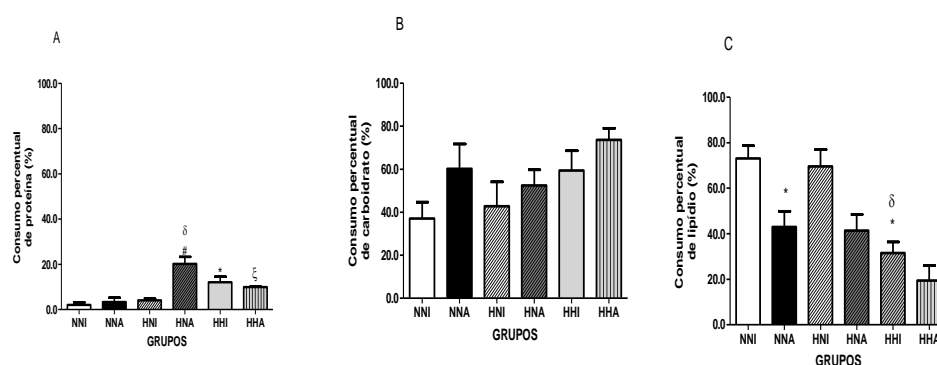 A
Consumo percentual
de proteína (%)
100.0
80.0
60.0
40.0
20.0
0.0
δ
#
*
ξ
NNI NNA HNI HNA HHI HHA
GRUPOS
B
Consumo percentual
de carboidrato (%)
100.0
80.0
60.0
40.0
20.0
0.0
NNI NNA HNI HNA HHI HHA
GRUPOS
C
Consumo percentual
de lipídio (%)
100.0
80.0
60.0
40.0
20.0
0.0
*
δ
*
NNI NNA HNI HNA HHI HHA
GRUPOS